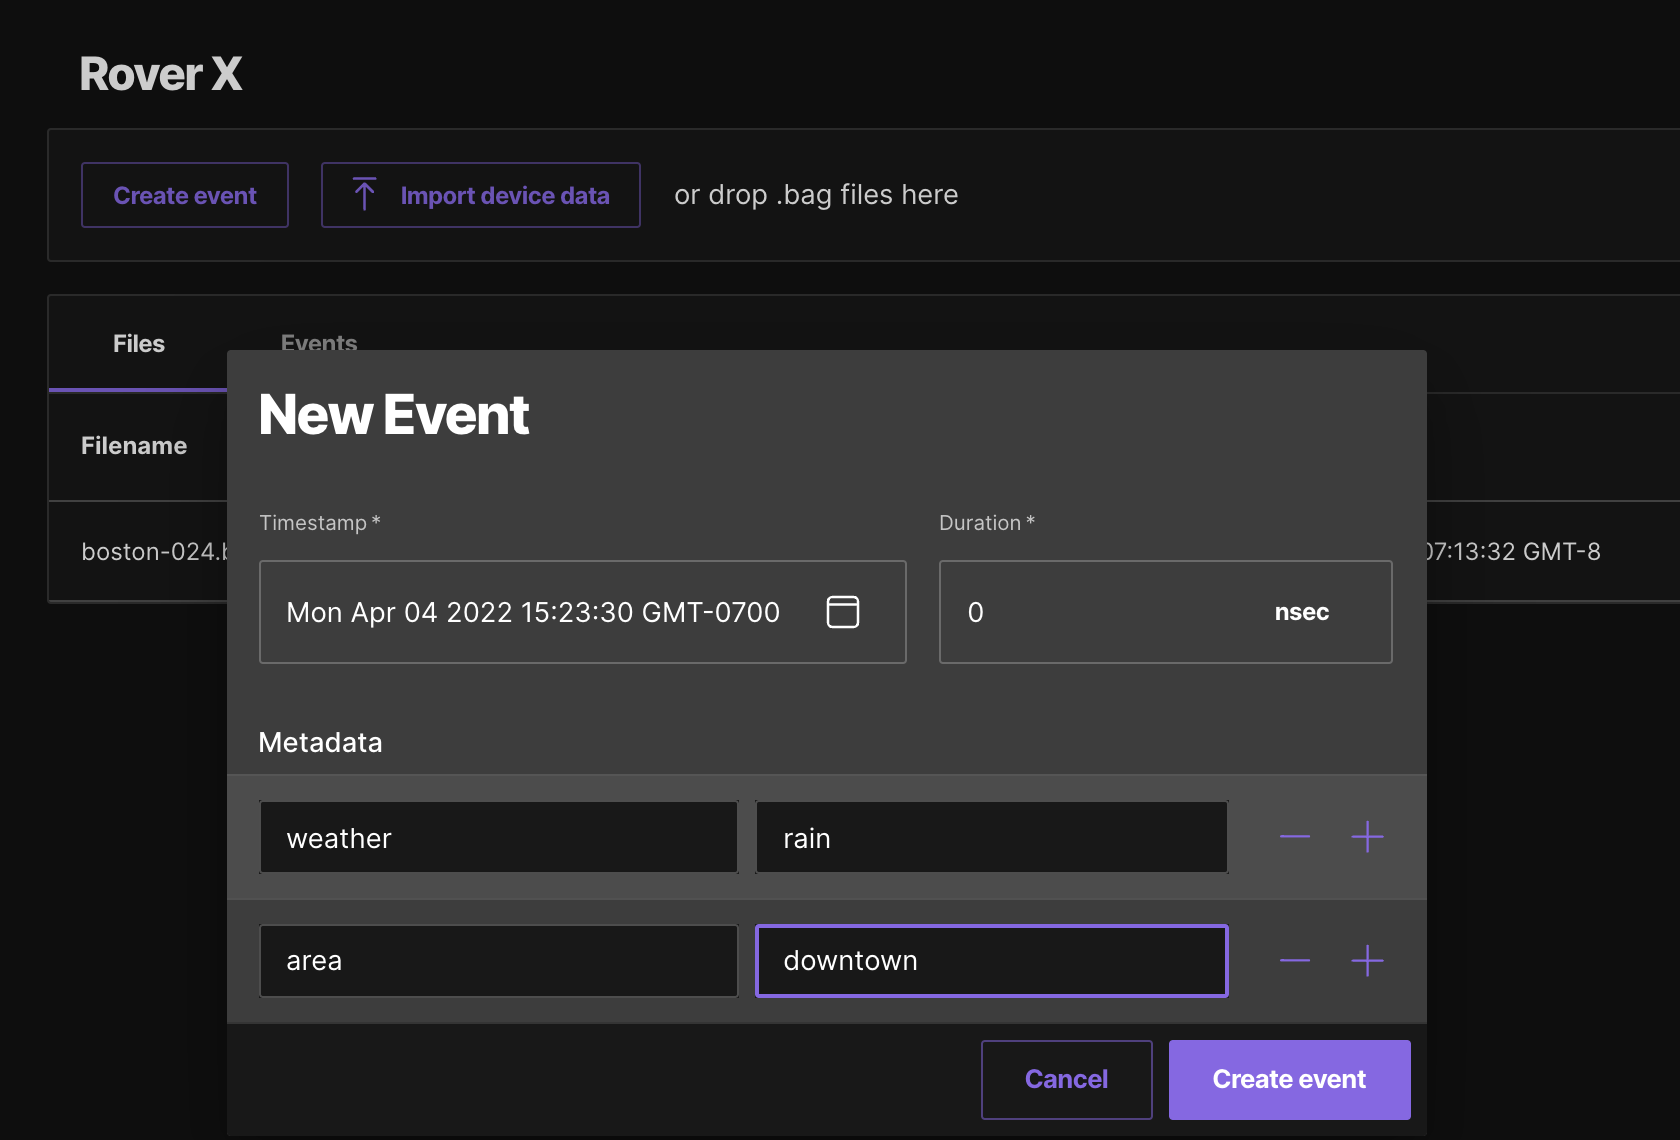 Rover X
Create event
Import device data
or drop .bag files here
Files
Events
Filename
boston-024.b
07:13:32 GMT-8
New Event
Timestamp *
Duration *
Mon Apr 04 2022 15:23:30 GMT-0700
0
nsec
Metadata
weather
rain
area
downtown
Cancel
Create event